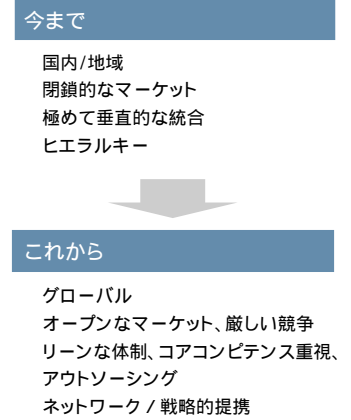 今まで
国内/地域
閉鎖的なマーケット
極めて垂直的な統合
ヒエラルキー
これから
グローバル
オープンなマーケット、厳しい競争
リーンな体制、コアコンピテンス重視、
アウトソーシング
ネットワーク / 戦略的提携